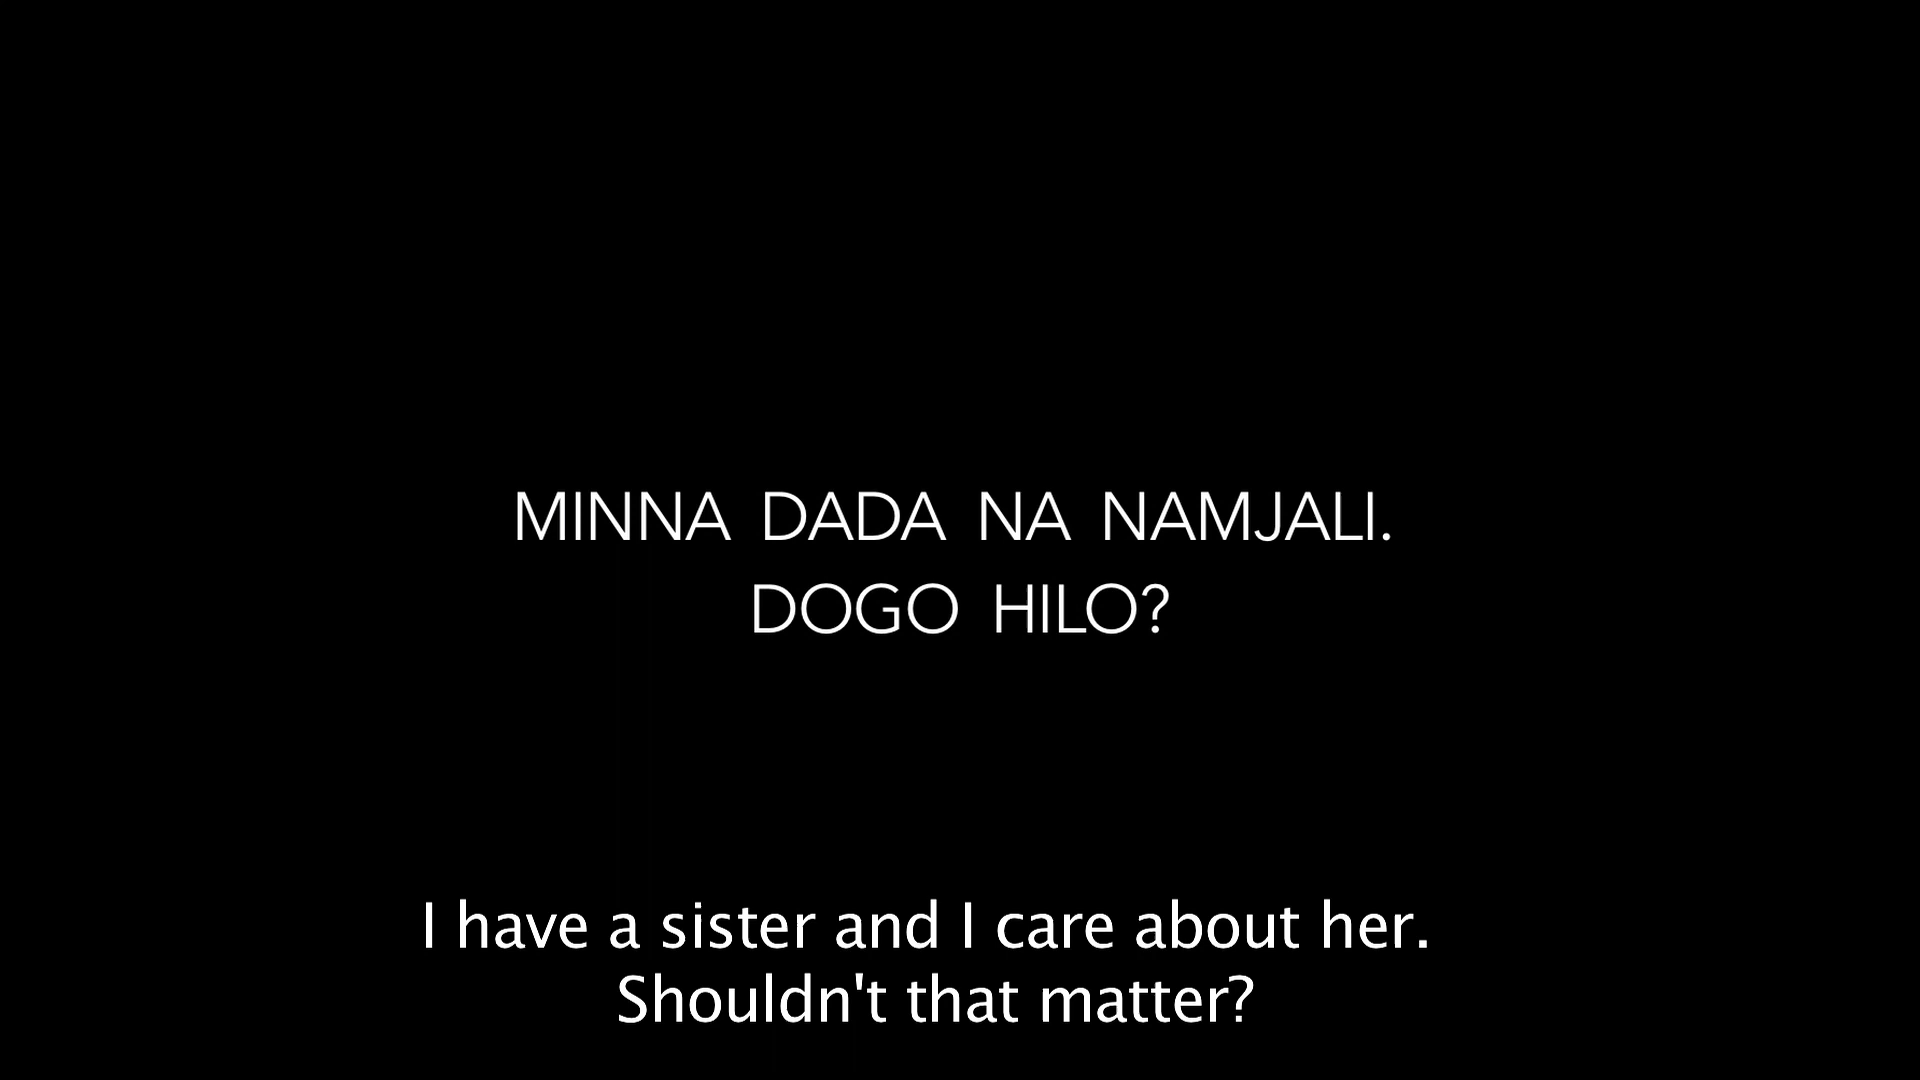 MINNA DADA NA NAMJALI.
DOGO HILO?
I have a sister and I care about her.
Shouldn't that matter?